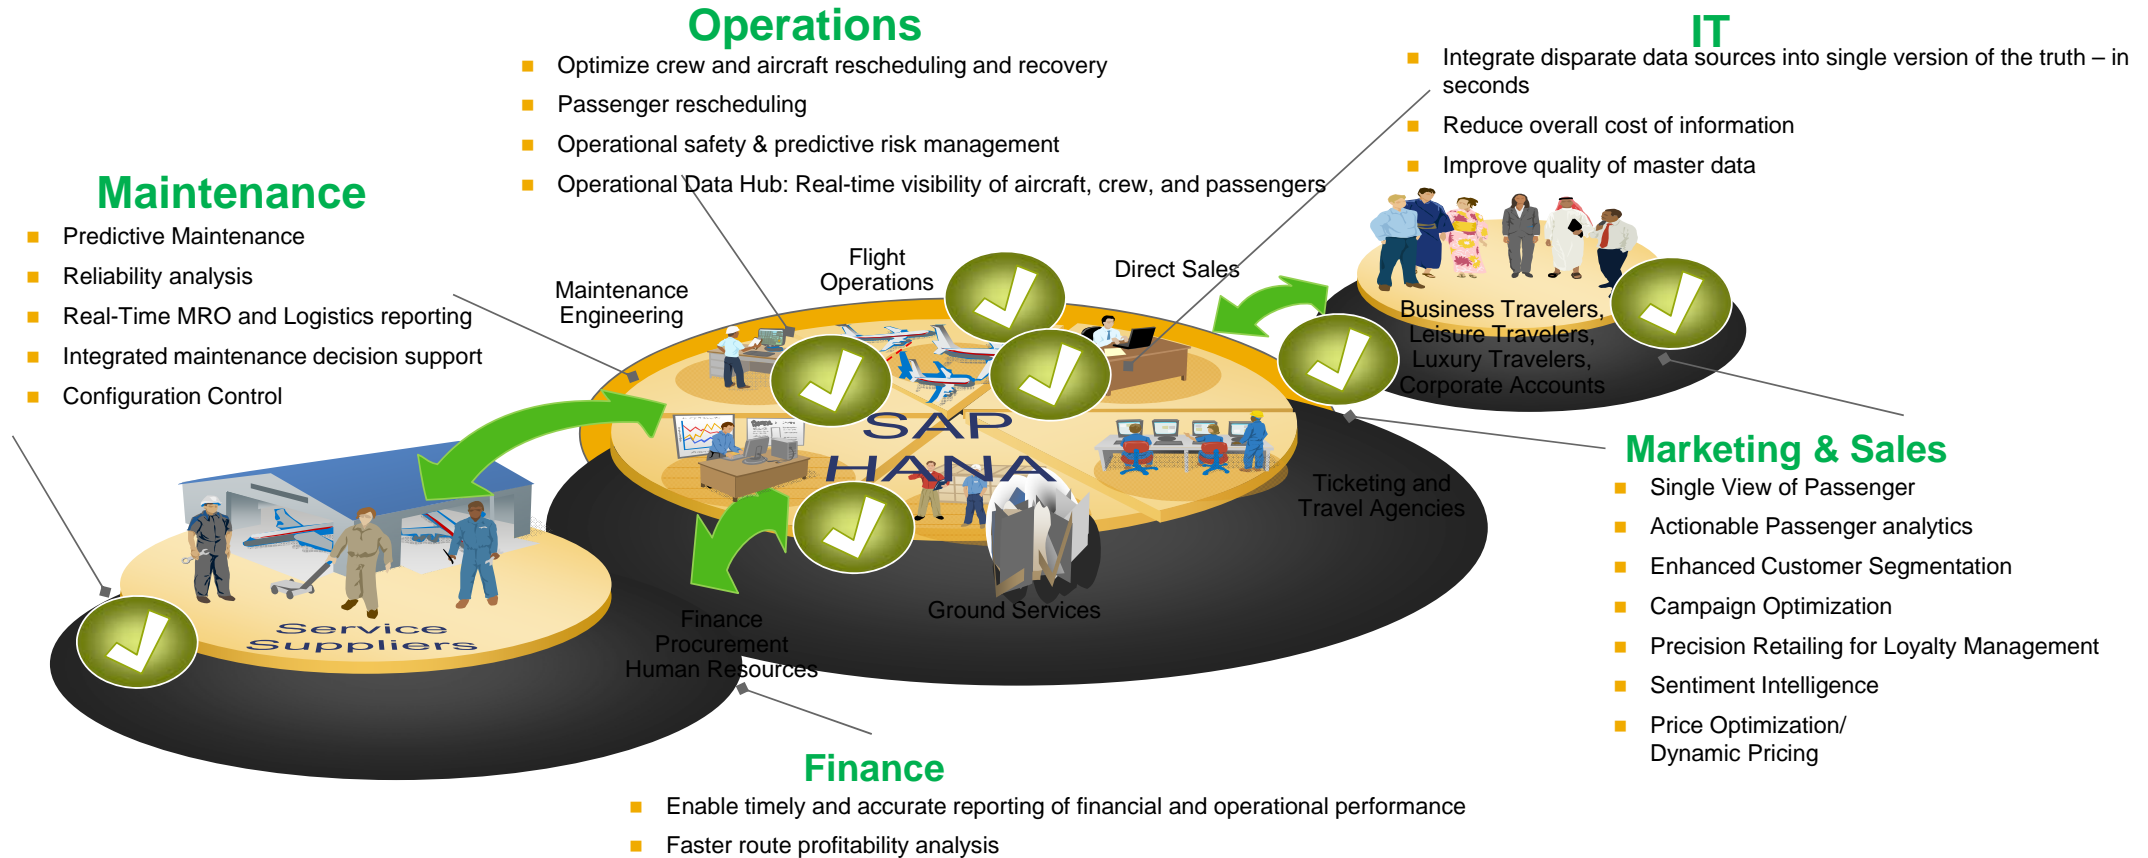 Operations
Optimize crew and aircraft rescheduling and recovery
Passenger rescheduling
Operational safety & predictive risk management
Operational Data Hub: Real-time visibility of aircraft, crew, and passengers
IT
Integrate disparate data sources into single version of the truth – in
seconds
Reduce overall cost of information
Improve quality of master data
Maintenance
Predictive Maintenance
Reliability analysis
Real-Time MRO and Logistics reporting
Integrated maintenance decision support
Configuration Control
Maintenance
Engineering
Flight
Operations
Direct Sales
Business Travelers,
Leisure Travelers,
Luxury Travelers,
Corporate Accounts
SAP
HANA
Ticketing and
Travel Agencies
Ground Services
Finance
Procurement
Human Resources
Service
Suppliers
Marketing & Sales
Single View of Passenger
Actionable Passenger analytics
Enhanced Customer Segmentation
Campaign Optimization
Precision Retailing for Loyalty Management
Sentiment Intelligence
Price Optimization/
Dynamic Pricing
Finance
Enable timely and accurate reporting of financial and operational performance
Faster route profitability analysis